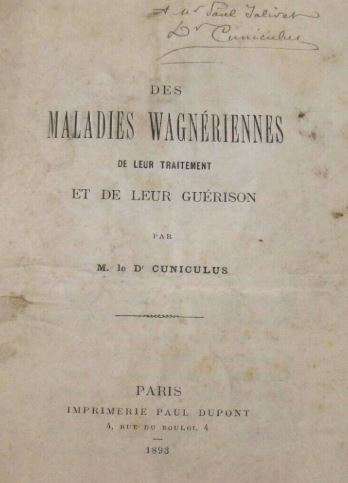 A Mr Paul Jalivet
Dr Cuniculus
DES
MALADIES WAGNÉRIENNES
DE LEUR TRAITEMENT
ET DE LEUR GUÉRISON
PAR
M. le Dr CUNICULUS
PARIS
IMPRIMERIE PAUL DUPONT
4, RUE DU BOULOI, 4
1893